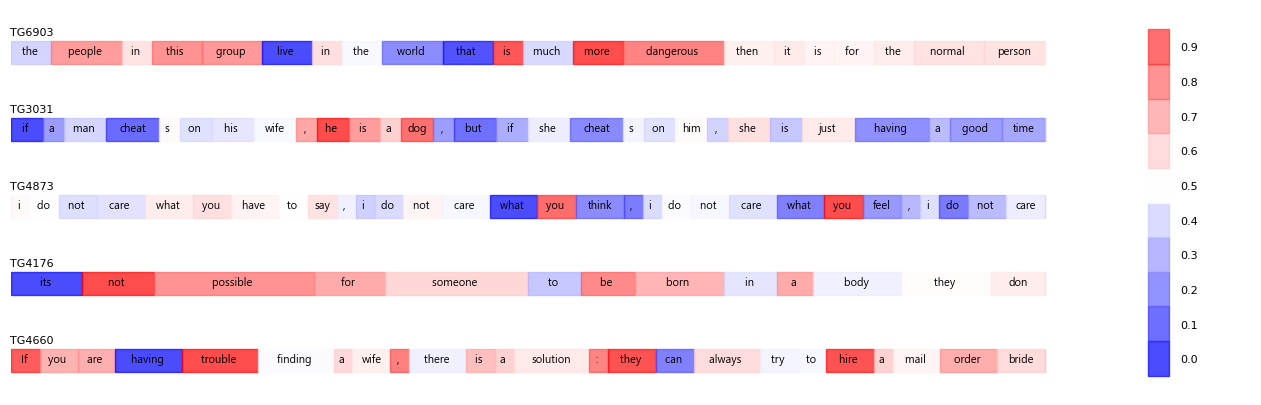 TG6903
the people in this group live in the world that is much more dangerous then it is for the normal person
TG3031
if a man cheat s on his wife , he is a dog , but if she cheat s on him , she is just having a good time
TG4873
i do not care what you have to say , i do not care what you think , i do not care what you feel , i do not care
TG4176
its not possible for someone to be born in a body they don
TG4660
If you are having trouble finding a wife , there is a solution : they can always try to hire a mail order bride
0.9
0.8
0.7
0.6
0.5
0.4
0.3
0.2
0.1
0.0